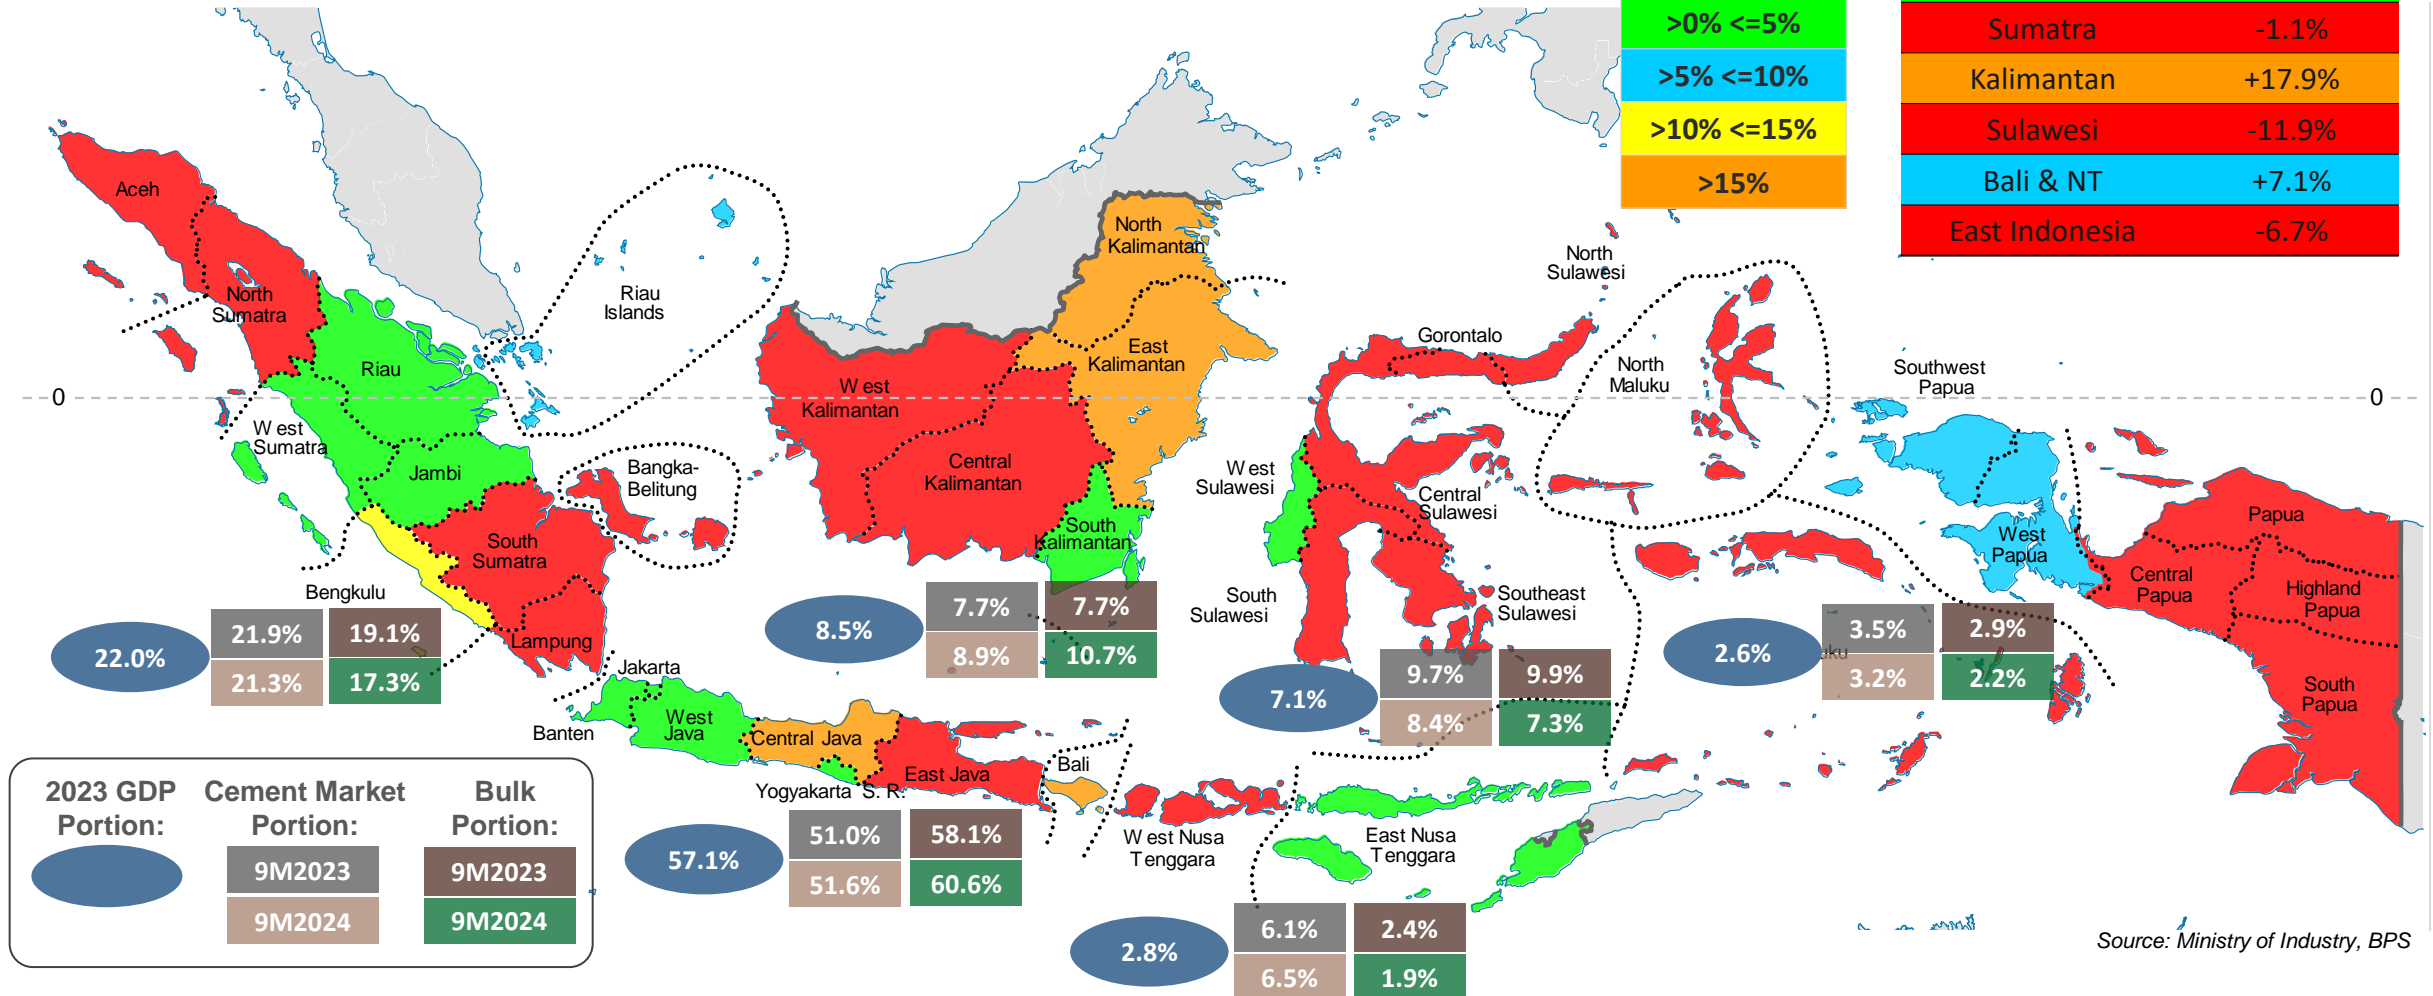 >0% <=5%
>5% <=10%
>10% <=15%
>15%
Sumatra -1.1%
Kalimantan +17.9%
Sulawesi -11.9%
Bali & NT +7.1%
East Indonesia -6.7%
Aceh
North
Sumatra
Riau
Riau
Islands
West
Sumatra
Jambi
Bangka-
Belitung
South
Sumatra
Bengkulu
Lampung
North
Kalimantan
East
Kalimantan
West
Kalimantan
Central
Kalimantan
South
Kalimantan
North
Sulawesi
Gorontalo
North
Maluku
West
Sulawesi
Central
Sulawesi
South
Sulawesi
Southeast
Sulawesi
Southwest
Papua
West
Papua
Papua
Central
Papua
Highland
Papua
South
Papua
0
0
22.0%
21.9% 19.1%
21.3% 17.3%
8.5%
7.7% 7.7%
8.9% 10.7%
7.1%
9.7% 9.9%
8.4% 7.3%
2.6%
3.5% 2.9%
3.2% 2.2%
Jakarta
Banten
West
Java
Central Java
Yogyakarta S. R.
East Java
Bali
West Nusa
Tenggara
East Nusa
Tenggara
57.1%
51.0% 58.1%
51.6% 60.6%
2.8%
6.1% 2.4%
6.5% 1.9%
2023 GDP
Portion:
Cement Market
Portion:
9M2023
9M2024
Bulk
Portion:
9M2023
9M2024
Source: Ministry of Industry, BPS